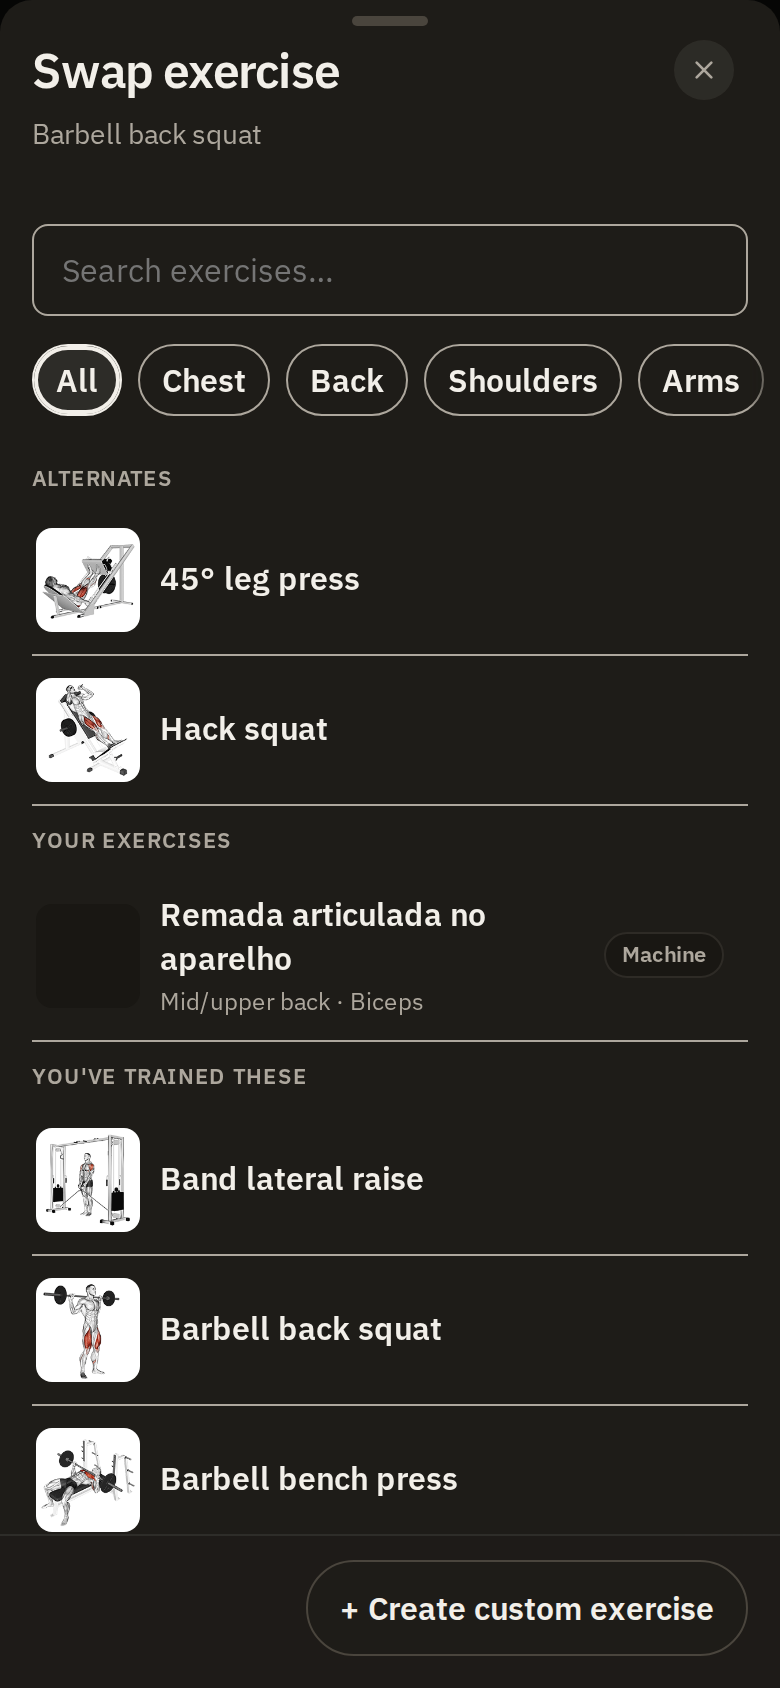 Swap exercise
Barbell back squat
Search exercises...
All
Chest
Back
Shoulders
Arms
ALTERNATES
45° leg press
Hack squat
YOUR EXERCISES
Remada articulada no
aparelho
Machine
Mid/upper back · Biceps
YOU'VE TRAINED THESE
Band lateral raise
Barbell back squat
Barbell bench press
+ Create custom exercise